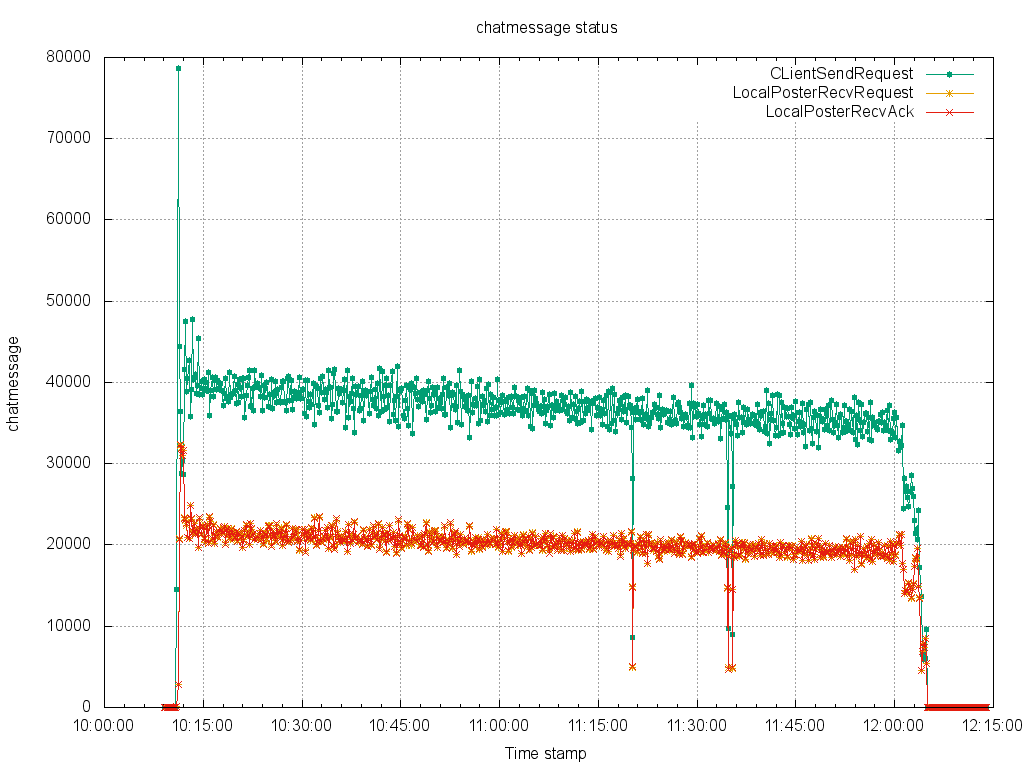 chatmessage status
80000
70000
60000
50000
40000
30000
20000
10000
0
chatmessage
CLientSendRequest
LocalPosterRecvRequest
LocalPosterRecvAck
10:00:00 10:15:00 10:30:00 10:45:00 11:00:00 11:15:00 11:30:00 11:45:00 12:00:00 12:15:00
Time stamp